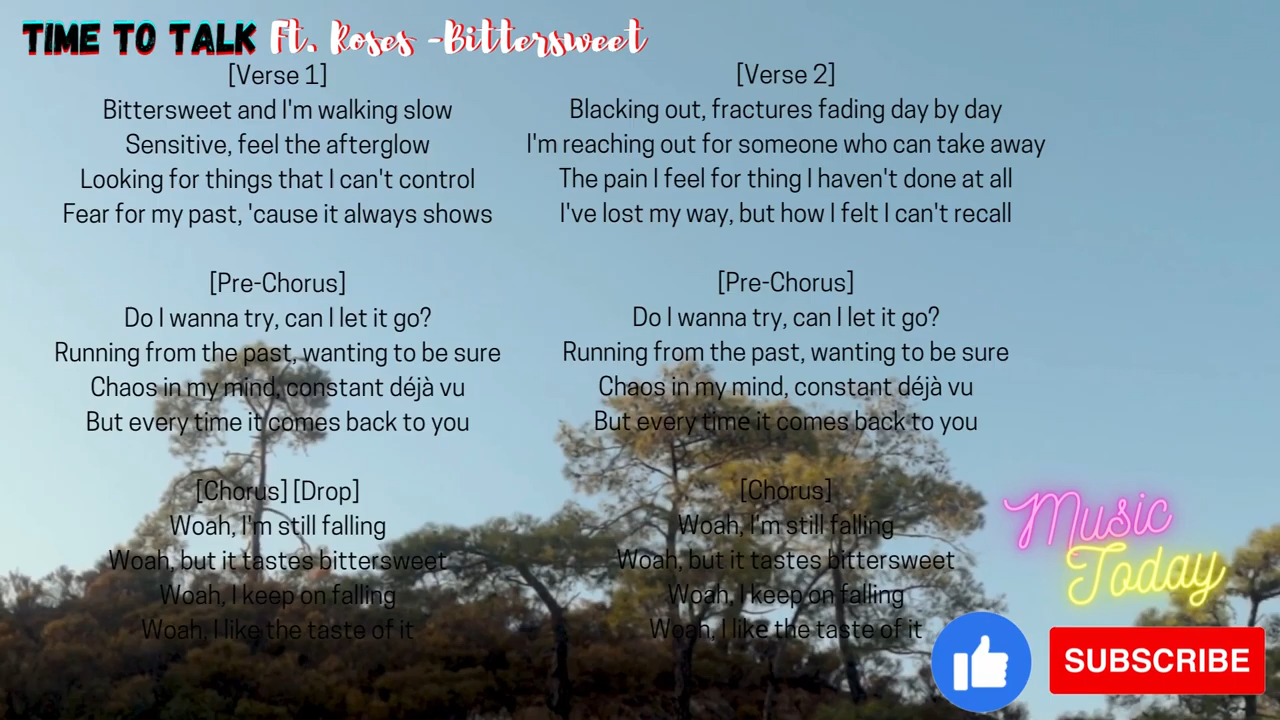 TIME TO TALK Ft. Roses -Bittersweet
[Verse 1]
Bittersweet and I'm walking slow
Sensitive, feel the afterglow
Looking for things that I can't control
Fear for my past, 'cause it always shows
[Pre-Chorus]
Do I wanna try, can I let it go?
Running from the past, wanting to be sure
Chaos in my mind, constant déjà vu
But every time it comes back to you
[Chorus] [Drop]
Woah, I'm still falling
Woah, but it tastes bittersweet
Woah, I keep on falling
Woah, I like the taste of it
[Verse 2]
Blacking out, fractures fading day by day
I'm reaching out for someone who can take away
The pain I feel for thing I haven't done at all
I've lost my way, but how I felt I can't recall
[Pre-Chorus]
Do I wanna try, can I let it go?
Running from the past, wanting to be sure
Chaos in my mind, constant déjà vu
But every time it comes back to you
[Chorus]
Woah, I'm still falling
Woah, but it tastes bittersweet
Woah, I keep on falling
Woah, I like the taste of it
Music
Today
SUBSCRIBE